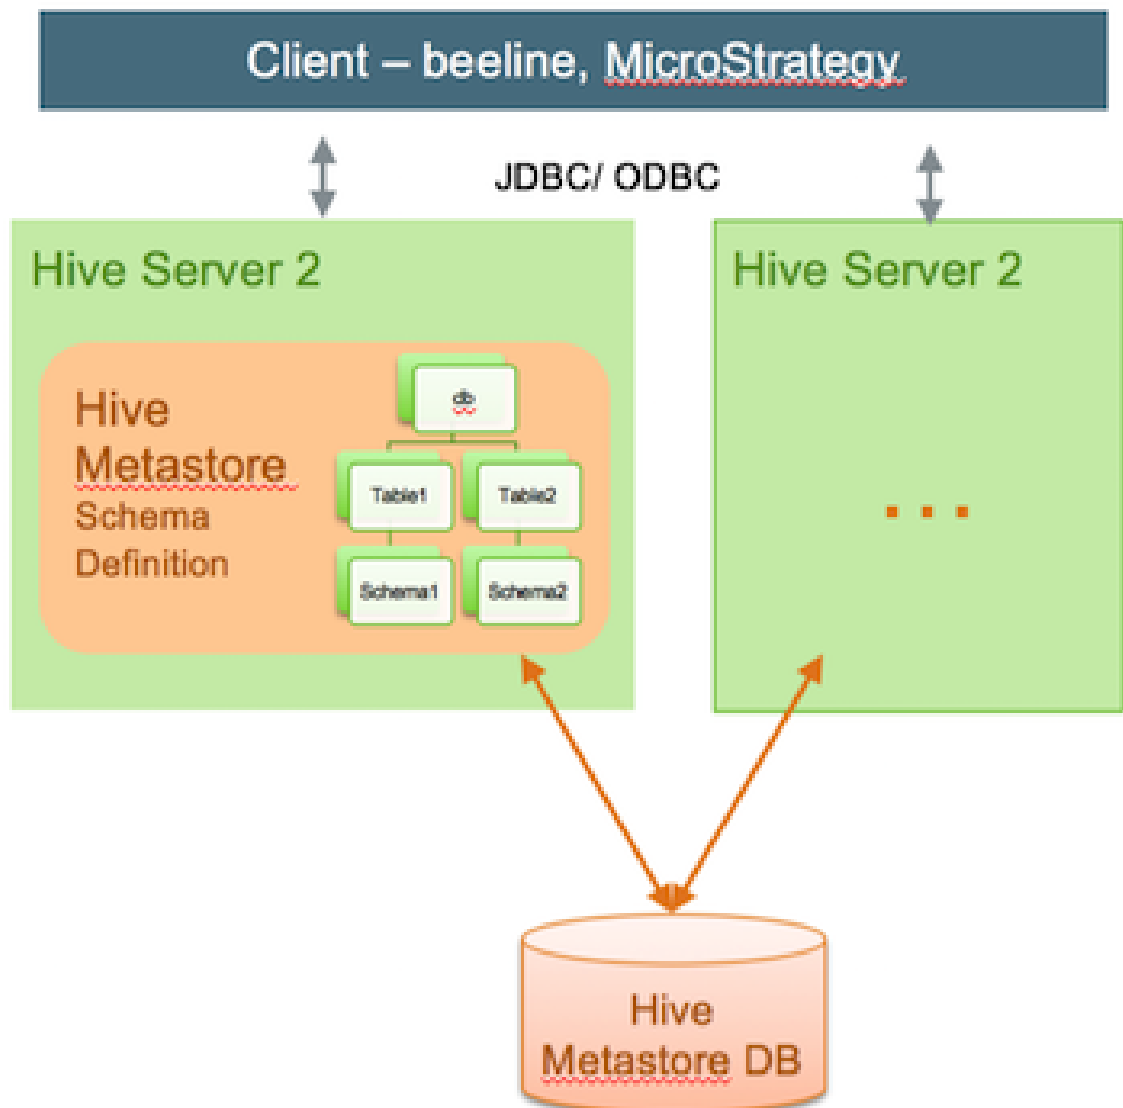 Client – beeline, MicroStrategy
JDBC/ ODBC
Hive Server 2
Hive
Metastore
Schema
Definition
db
Table1
Table2
Schema1
Schema2
Hive Server 2
...
Hive
Metastore DB